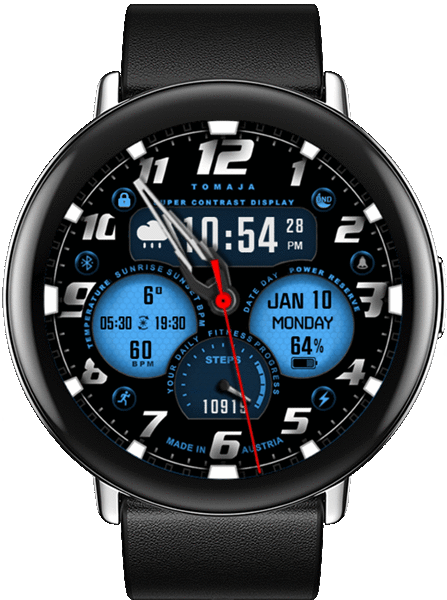 12
11
1
TOMAJA
SUPER CONTRAST DISPLAY
ND
10
10:54
28
PM
2
SUNRISE SUNSET
DATE DAY
POWER RESERVE
TEMPERATURE
BPM
9
6°
05:30
19:30
60
BPM
JAN 10
MONDAY
64%
3
YOUR DAILY FITNESS PROGRESS
STEPS
10915
8
4
7
5
6
MADE IN AUSTRIA